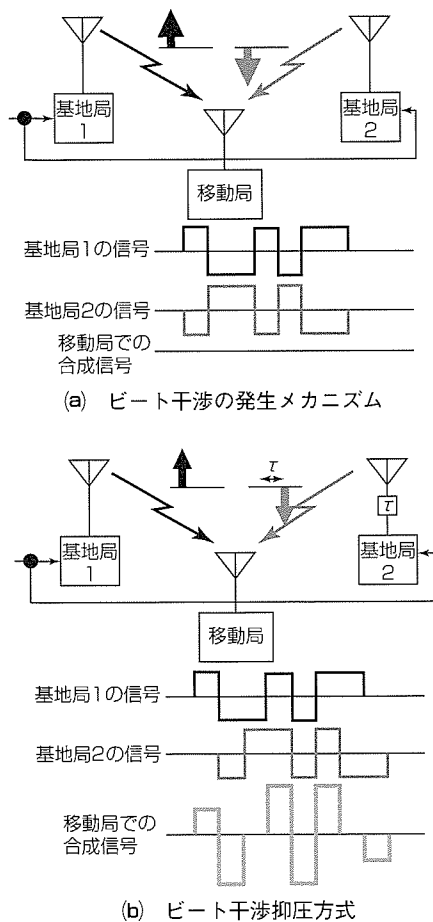 基地局
1
基地局
2
移動局
基地局1の信号
基地局2の信号
移動局での
合成信号
(a) ビート干渉の発生メカニズム
τ
τ
基地局
1
基地局
2
移動局
基地局1の信号
基地局2の信号
移動局での
合成信号
(b) ビート干渉抑圧方式